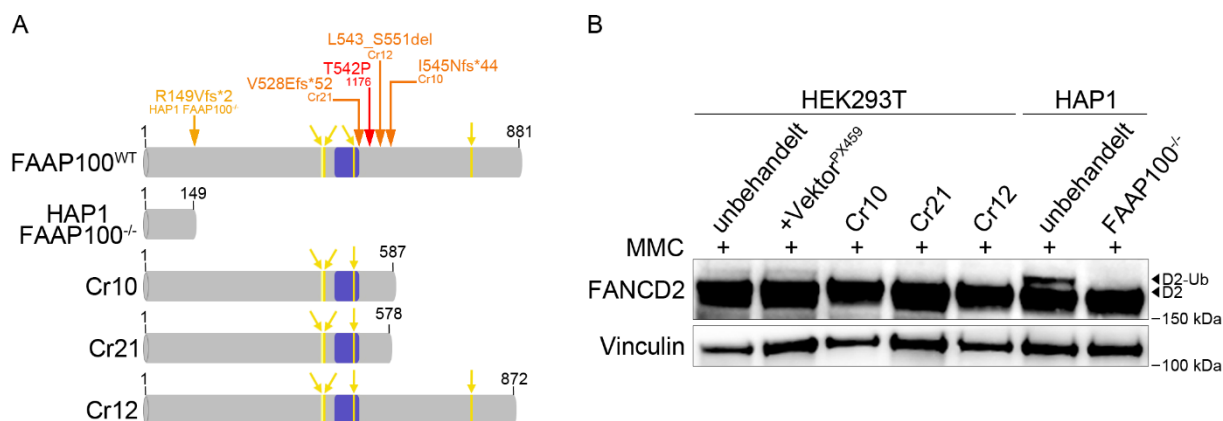 A
L543_S551del
Cr12
T542P
1176
I545Nfs*44
Cr10
V528Efs*52
Cr21
R149Vfs*2
HAP1 FAAP100-/-
1
881
FAAP100WT
1
149
HAP1
FAAP100-/-
1
587
Cr10
1
578
Cr21
1
872
Cr12
B
HEK293T
HAP1
unbehandelt
+VektorPX459
Cr10
Cr21
Cr12
unbehandelt
FAAP100-/-
MMC + + + + + + +
FANCD2
D2-Ub
D2
150 kDa
Vinculin
100 kDa